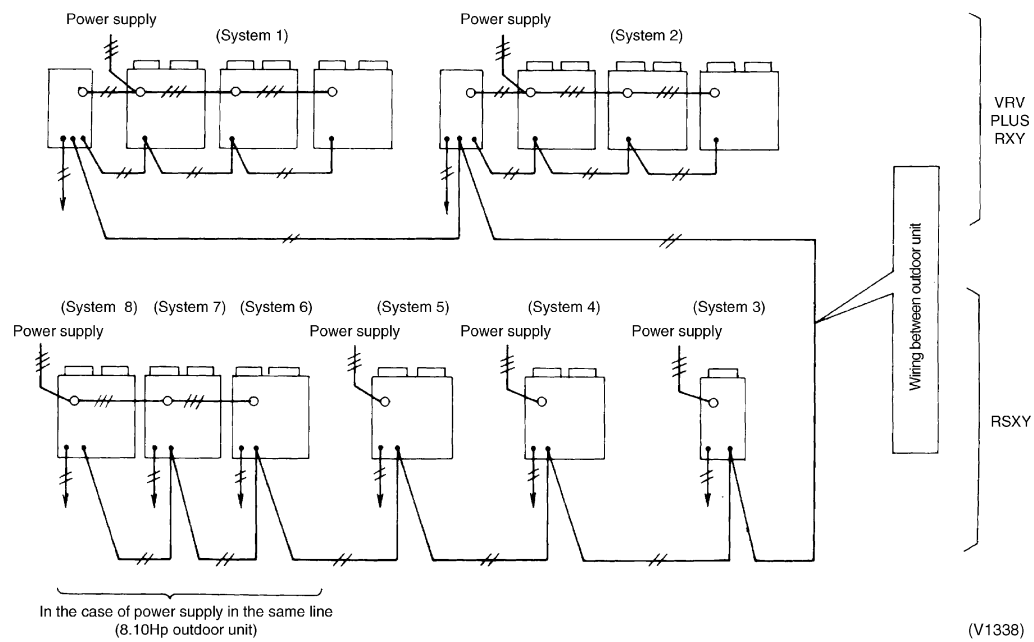 Power supply
(System 1)
Power supply
(System 2)
VRV
PLUS
RXY
Wiring between outdoor unit
(System 8)
(System 7)
(System 6)
(System 5)
(System 4)
(System 3)
Power supply
Power supply
Power supply
Power supply
RSXY
In the case of power supply in the same line
(8.10Hp outdoor unit)
(V1338)